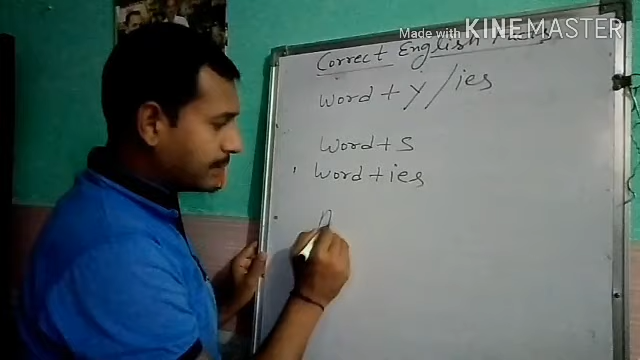 Made with KINEMASTER
Correct English
Word + y/ies
Word + s
Word + ies